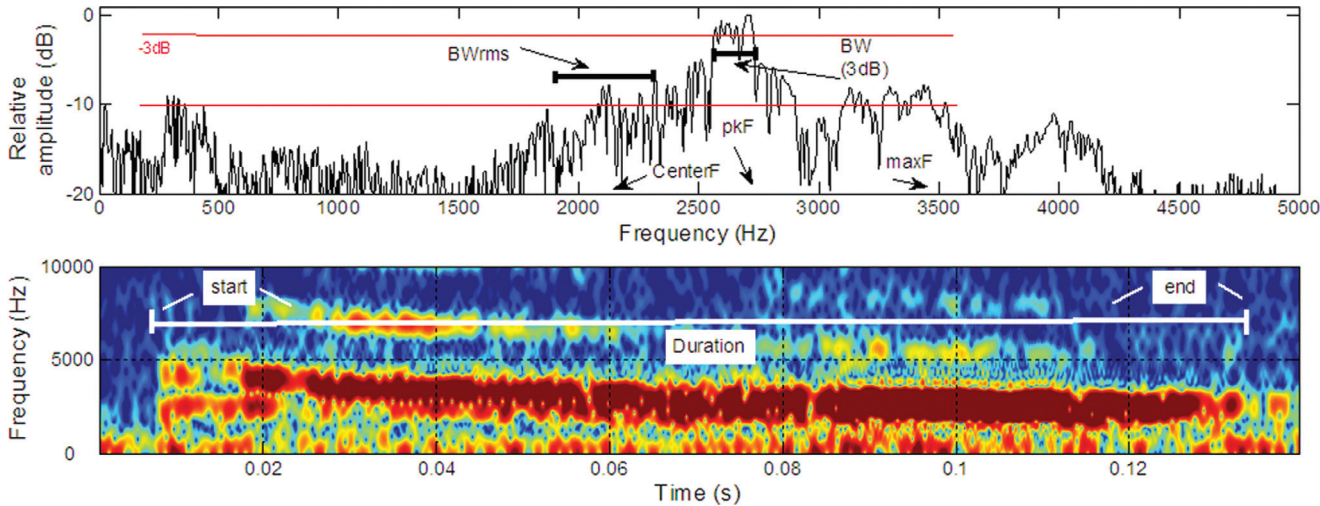 Relative
amplitude (dB)
0
-10
-20
-3dB
BWrms
BW
(3dB)
pkF
CenterF
maxF
0 500 1000 1500 2000 2500 3000 3500 4000 4500 5000
Frequency (Hz)
Frequency (Hz)
10000
5000
0
start
end
Duration
0.02 0.04 0.06 0.08 0.1 0.12
Time (s)